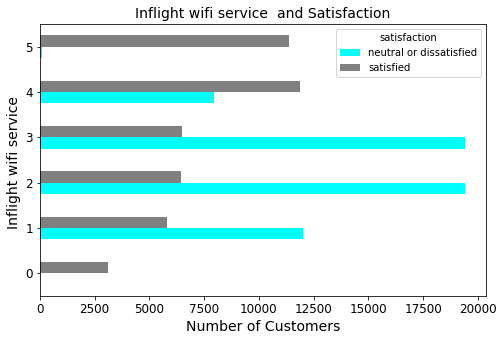 Inflight wifi service  and Satisfaction
satisfaction
neutral or dissatisfied
satisfied
Inflight wifi service
5
4
3
2
1
0
0 2500 5000 7500 10000 12500 15000 17500 20000
Number of Customers